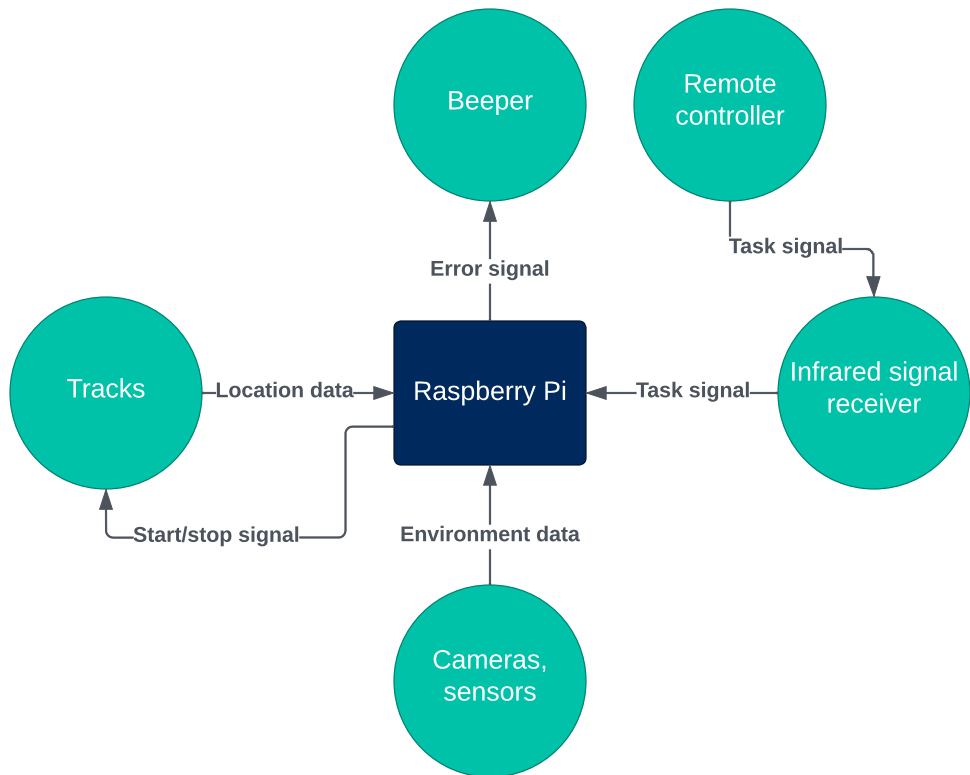 Beeper
Remote
controller
Task signal
Error signal
Tracks
Location data
Raspberry Pi
Task signal
Infrared signal
receiver
Start/stop signal
Environment data
Cameras,
sensors